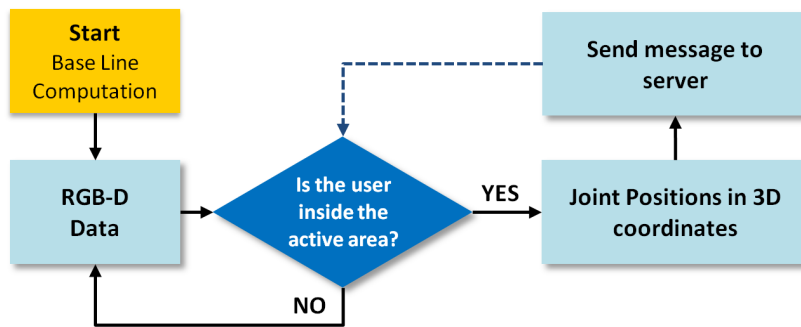 Start
Base Line
Computation
RGB-D
Data
Is the user
inside the
active area?
YES
NO
Joint Positions in 3D
coordinates
Send message to
server